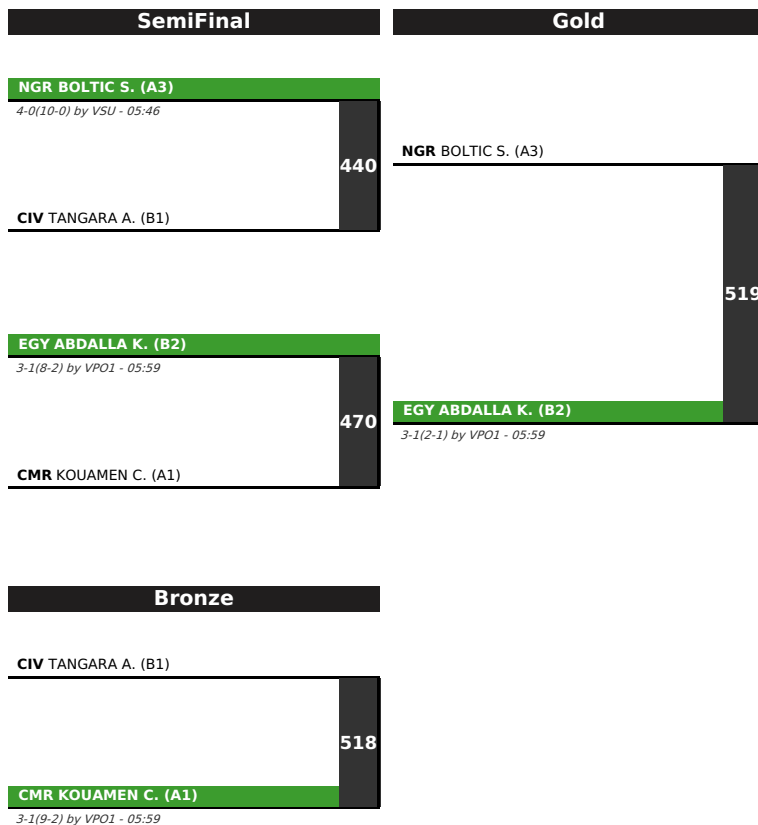 SemiFinal
Gold
NGR BOLTIC S. (A3)
4-0(10-0) by VSU - 05:46
440
CIV TANGARA A. (B1)
EGY ABDALLA K. (B2)
3-1(8-2) by VPO1 - 05:59
470
CMR KOUAMEN C. (A1)
NGR BOLTIC S. (A3)
519
EGY ABDALLA K. (B2)
3-1(2-1) by VPO1 - 05:59
Bronze
CIV TANGARA A. (B1)
518
CMR KOUAMEN C. (A1)
3-1(9-2) by VPO1 - 05:59